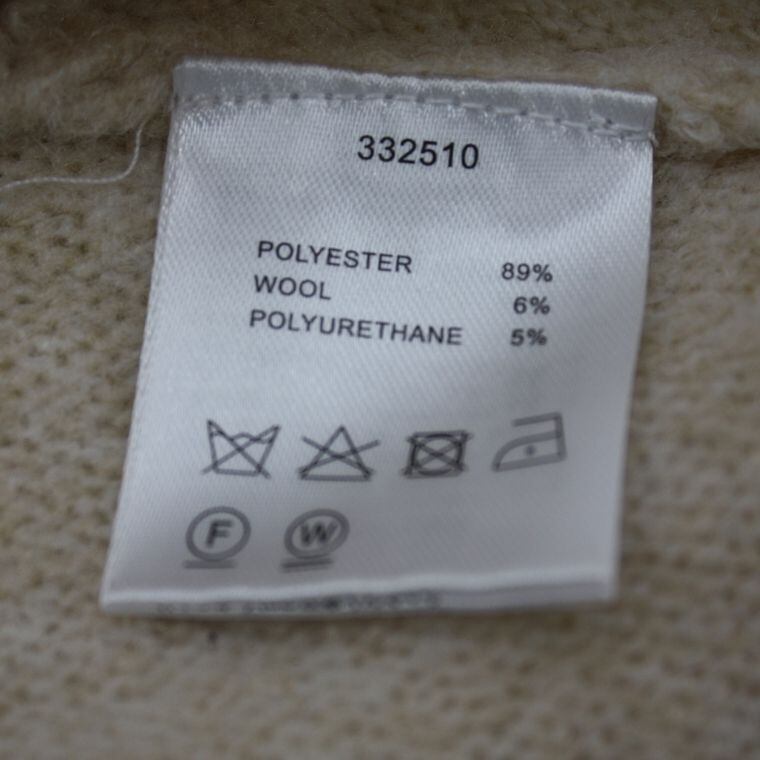 332510
POLYESTER 89%
WOOL 6%
POLYURETHANE 5%
F W